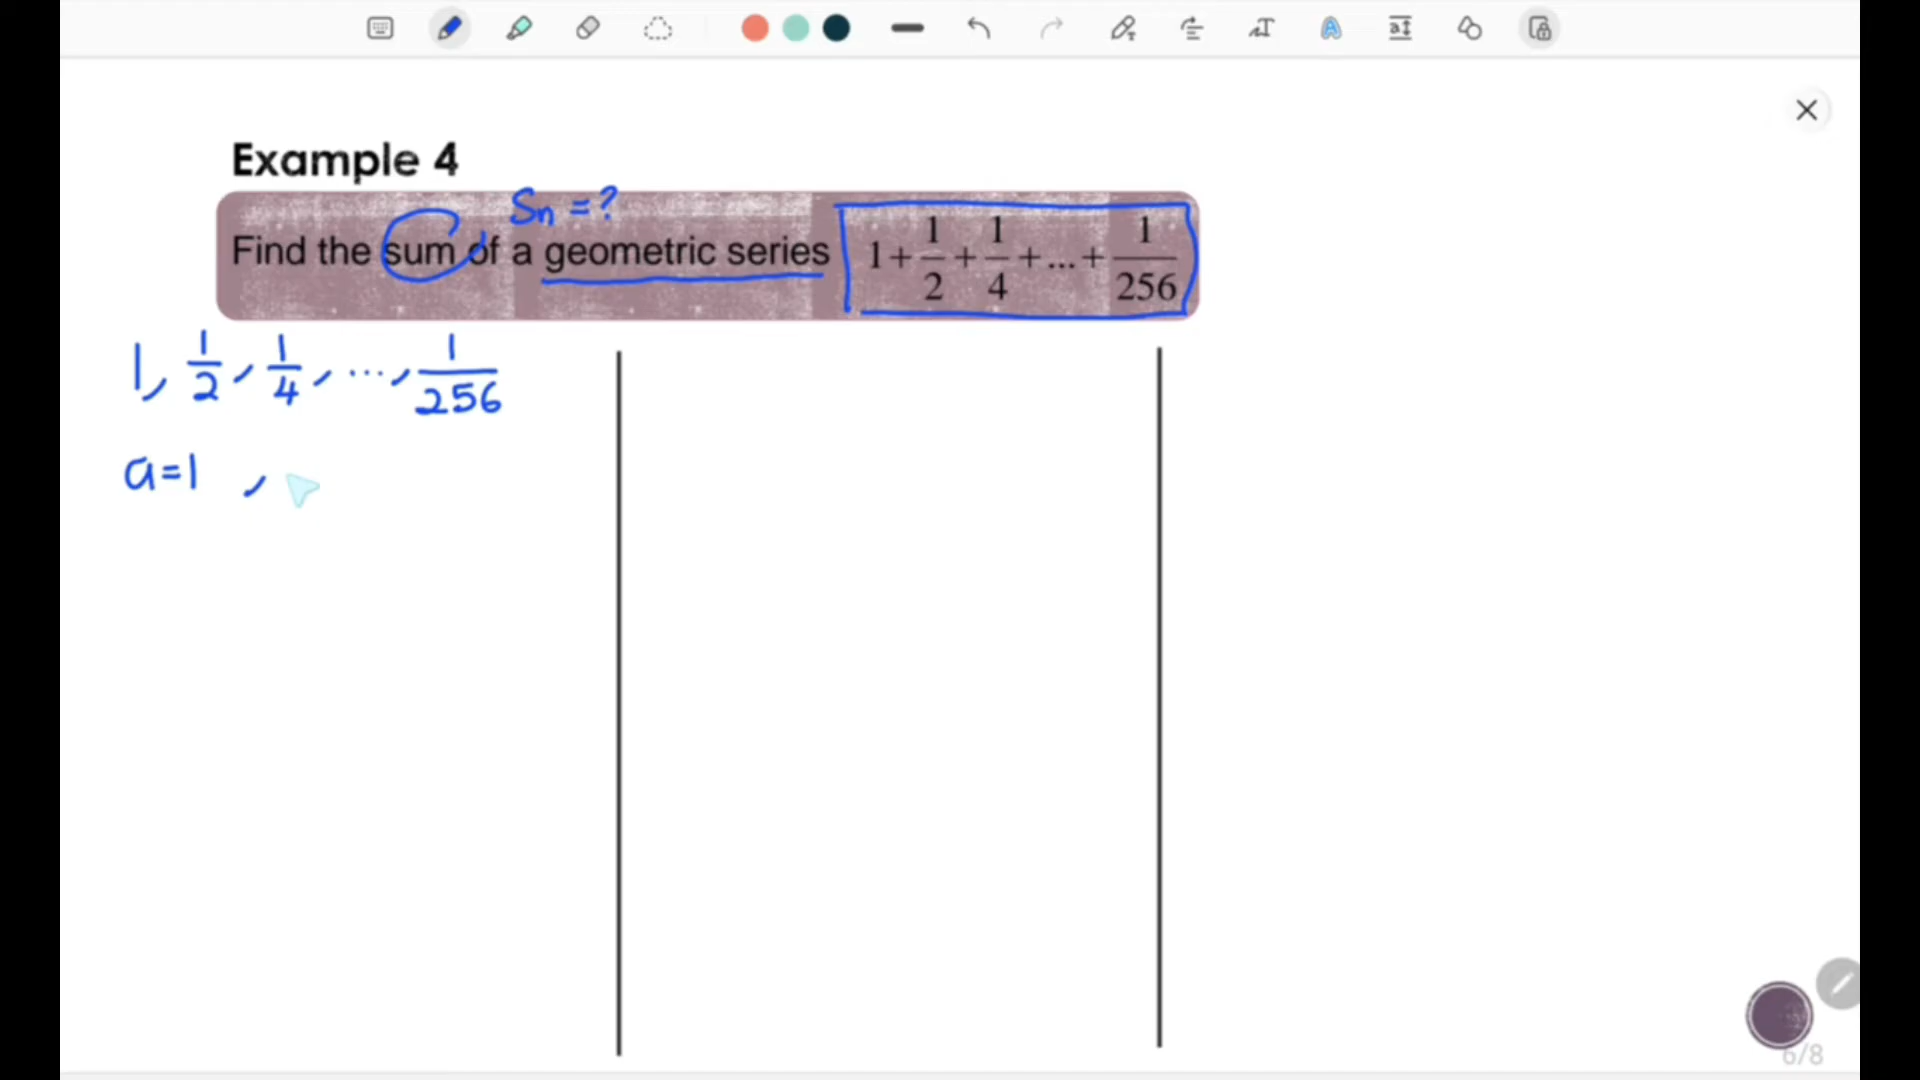 Example 4
Sn = ?
Find the sum of a geometric series 1 + 1/2 + 1/4 + ... + 1/256
1, 1/2, 1/4, ..., 1/256
a = 1 ,
6/8